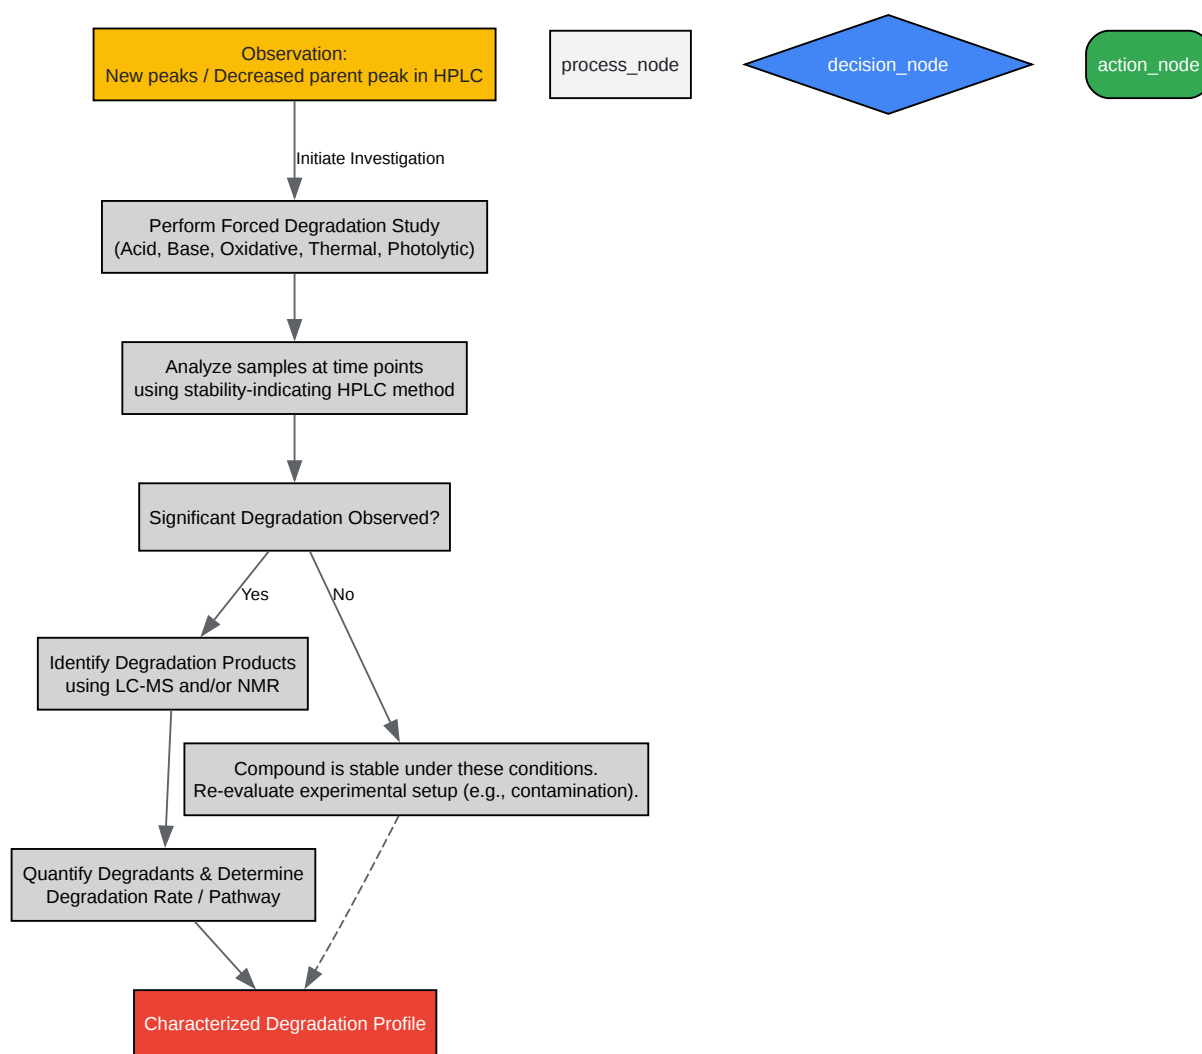 Observation:
New peaks / Decreased parent peak in HPLC
process_node
decision_node
action_node
Initiate Investigation
Perform Forced Degradation Study
(Acid, Base, Oxidative, Thermal, Photolytic)
Analyze samples at time points
using stability-indicating HPLC method
Significant Degradation Observed?
Yes
No
Identify Degradation Products
using LC-MS and/or NMR
Compound is stable under these conditions.
Re-evaluate experimental setup (e.g., contamination).
Quantify Degradants & Determine
Degradation Rate / Pathway
Characterized Degradation Profile